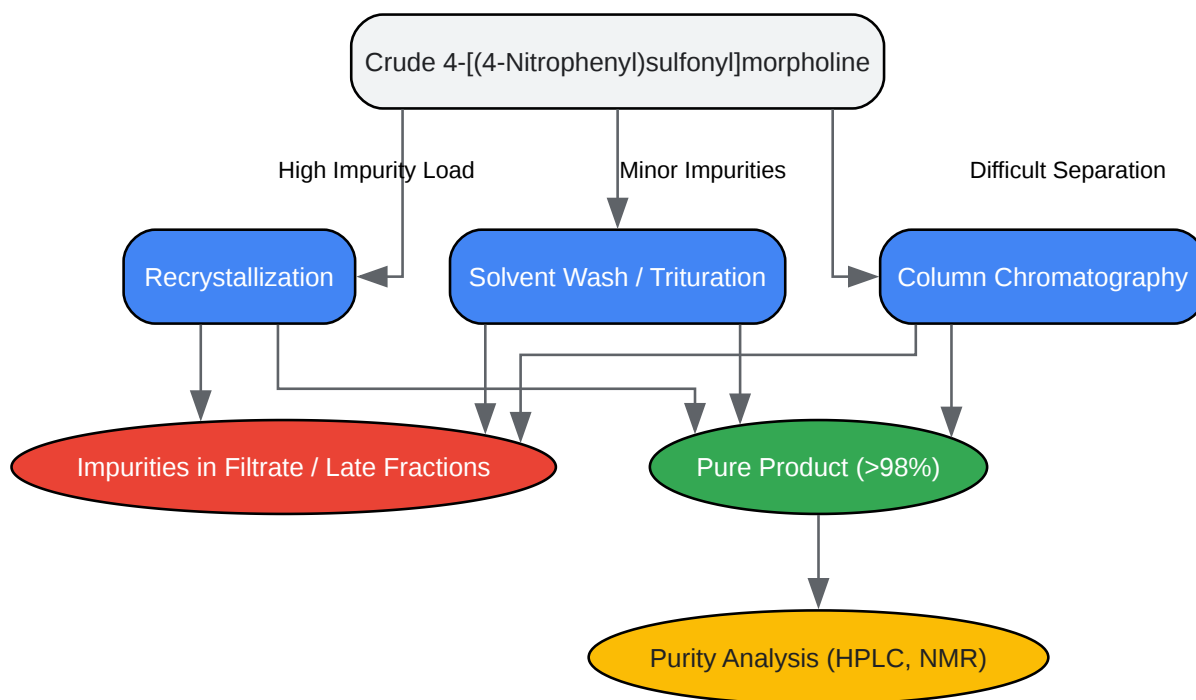 Crude 4-[(4-Nitrophenyl)sulfonyl]morpholine
High Impurity Load
Minor Impurities
Difficult Separation
Recrystallization
Solvent Wash / Trituration
Column Chromatography
Impurities in Filtrate / Late Fractions
Pure Product (>98%)
Purity Analysis (HPLC, NMR)